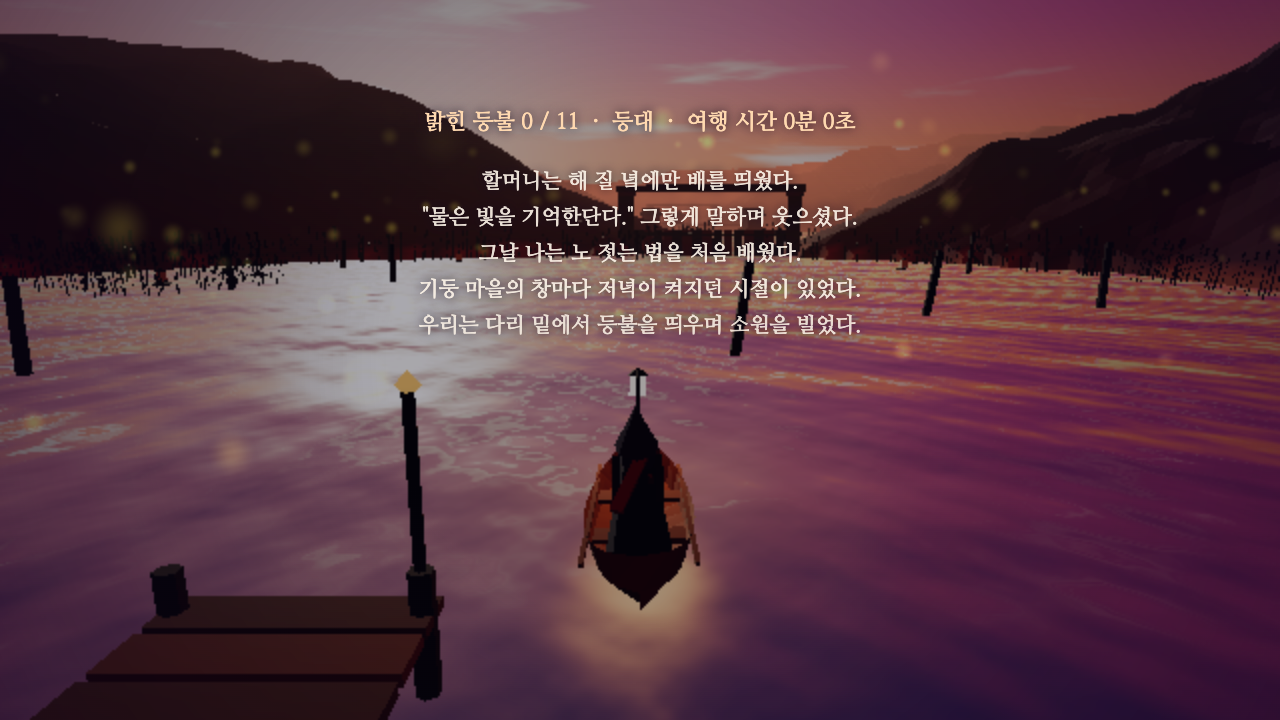 밝힌 등불 0 / 11 · 등대 · 여행 시간 0분 0초
할머니는 해 질 녘에만 배를 띄웠다.
"물은 빛을 기억한단다." 그렇게 말하며 웃으셨다.
그날 나는 노 젓는 법을 처음 배웠다.
기둥 마을의 창마다 저녁이 켜지던 시절이 있었다.
우리는 다리 밑에서 등불을 띄우며 소원을 빌었다.